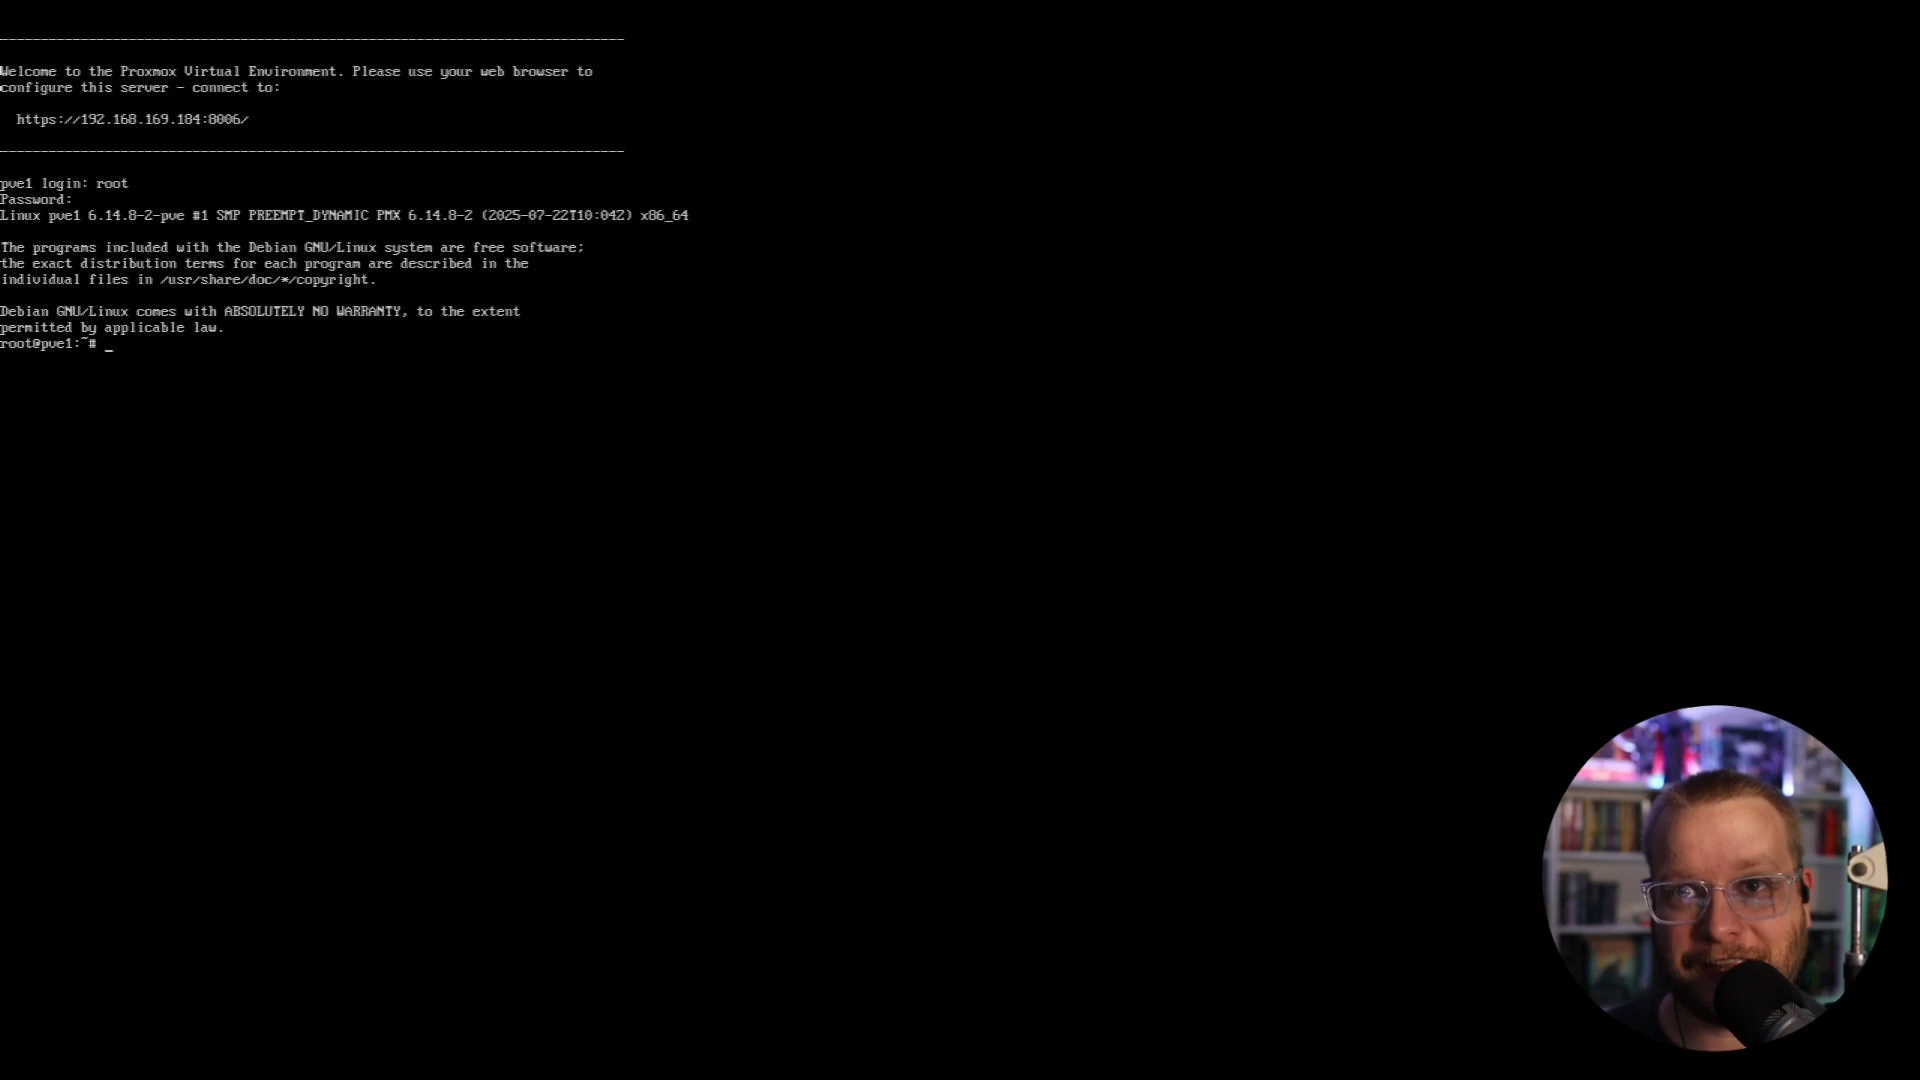 --------------------------------------------------------------------------------
Welcome to the Proxmox Virtual Environment. Please use your web browser to
configure this server - connect to:
https://192.168.169.184:8006/
--------------------------------------------------------------------------------
pve1 login: root
Password:
Linux pve1 6.14.8-2-pve #1 SMP PREEMPT_DYNAMIC PMX 6.14.8-2 (2025-07-22T10:04Z) x86_64
The programs included with the Debian GNU/Linux system are free software;
the exact distribution terms for each program are described in the
individual files in /usr/share/doc/*/copyright.
Debian GNU/Linux comes with ABSOLUTELY NO WARRANTY, to the extent
permitted by applicable law.
root@pve1:~# _